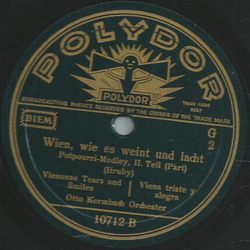 POLYDOR
POLYDOR
TRADE MARK
BROADCASTING RIGHTS RESERVED BY THE OWNER OF THE TRADE MARK
BIEM
G
2
Wien, wie es weint und lacht
Potpourri-Medley, II. Teil (Part)
(Hruby)
Viennese Tears and Smiles
Viena triste y alegra
Otto Kermbach Orchester
10712 B